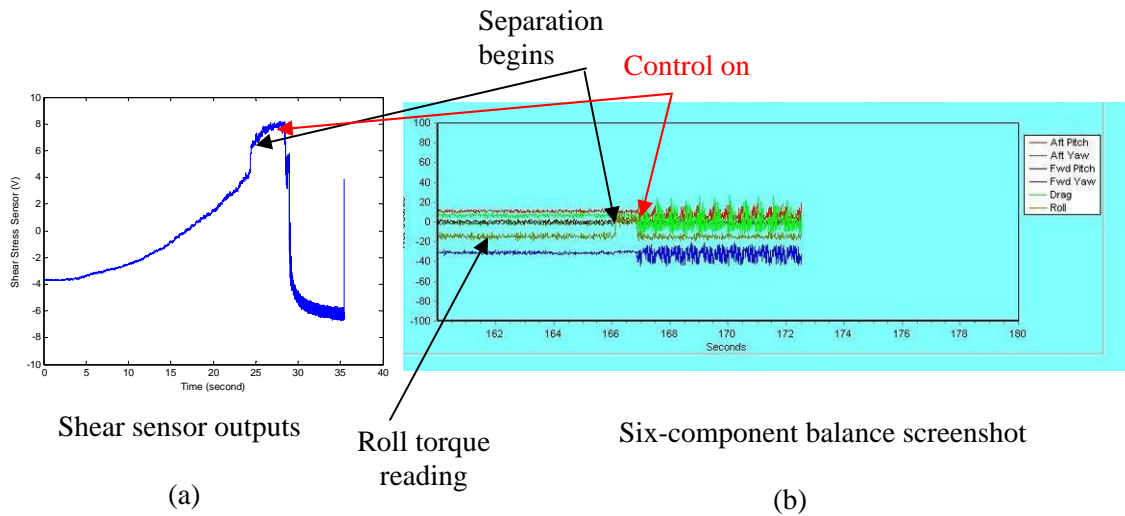 Separation
begins
Control on
10
8
6
4
2
0
-2
-4
-6
-8
-10
Shear Stress Sensor (V)
0
5
10
15
20
25
30
35
40
Time (second)
100
80
60
40
20
0
-20
-40
-60
-80
-100
162
164
166
168
170
172
174
176
178
180
Seconds
Aft Pitch
Aft Yaw
Fwd Pitch
Fwd Yaw
Drag
Roll
Shear sensor outputs
Roll torque
reading
Six-component balance screenshot
(a)
(b)